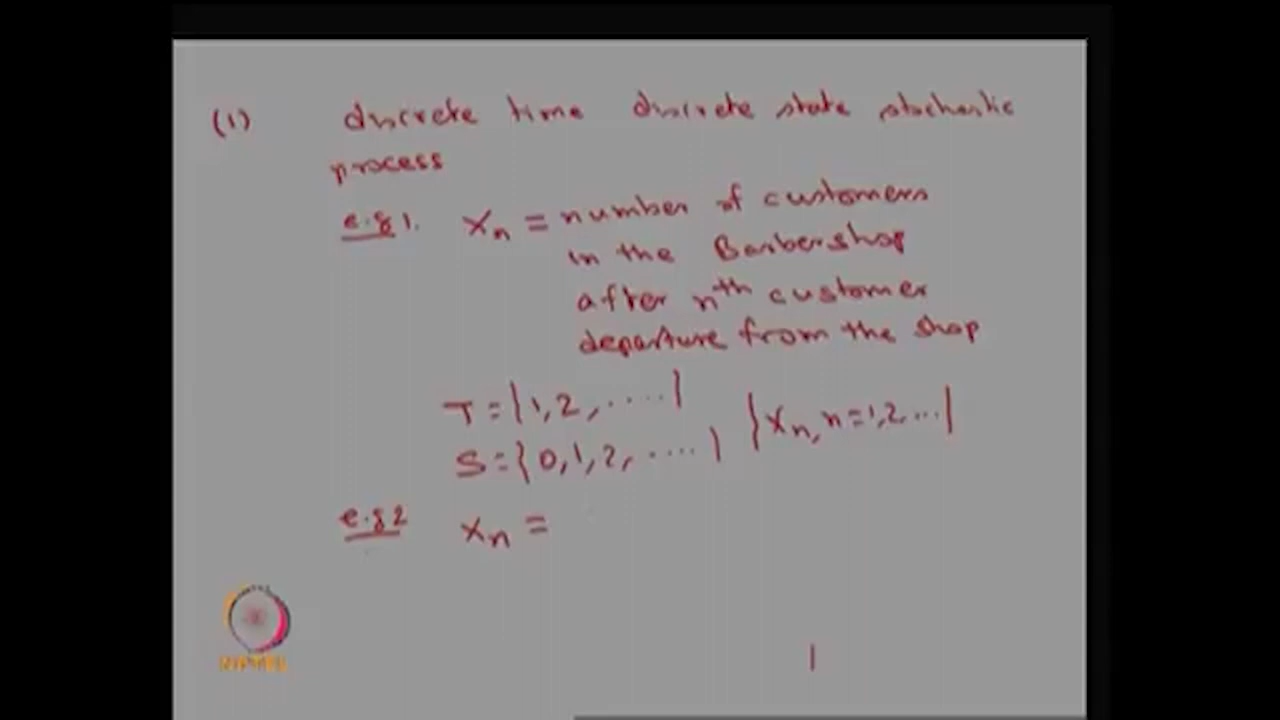 (1) discrete time discrete state stochastic
process
e.g 1. Xn = number of customers
in the Barbershop
after nth customer
departure from the shop
T = {1, 2, .....}
S = {0, 1, 2, .....} {Xn, n = 1, 2, ...}
e.g 2 Xn =
NPTEL